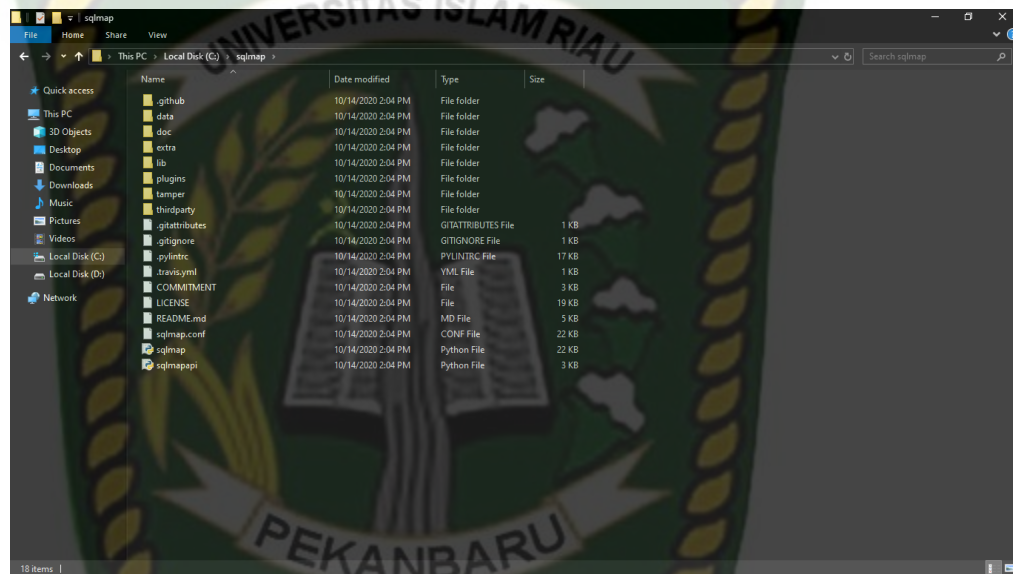 sqlmap
File Home Share View
This PC > Local Disk (C:) > sqlmap >
Search sqlmap
Name Date modified Type Size
Quick access
This PC
3D Objects
Desktop
Documents
Downloads
Music
Pictures
Videos
Local Disk (C:)
Local Disk (D:)
Network
.github 10/14/2020 2:04 PM File folder
data 10/14/2020 2:04 PM File folder
doc 10/14/2020 2:04 PM File folder
extra 10/14/2020 2:04 PM File folder
lib 10/14/2020 2:04 PM File folder
plugins 10/14/2020 2:04 PM File folder
tamper 10/14/2020 2:04 PM File folder
thirdparty 10/14/2020 2:04 PM File folder
.gitattributes 10/14/2020 2:04 PM GITATTRIBUTES File 1 KB
.gitignore 10/14/2020 2:04 PM GITIGNORE File 1 KB
.pylintrc 10/14/2020 2:04 PM PYLINTRC File 17 KB
.travis.yml 10/14/2020 2:04 PM YML File 1 KB
COMMITMENT 10/14/2020 2:04 PM File 3 KB
LICENSE 10/14/2020 2:04 PM File 19 KB
README.md 10/14/2020 2:04 PM MD File 5 KB
sqlmap.conf 10/14/2020 2:04 PM CONF File 22 KB
sqlmap 10/14/2020 2:04 PM Python File 22 KB
sqlmapapi 10/14/2020 2:04 PM Python File 3 KB
18 items
UNIVERSITAS ISLAM RIAU
PEKANBARU